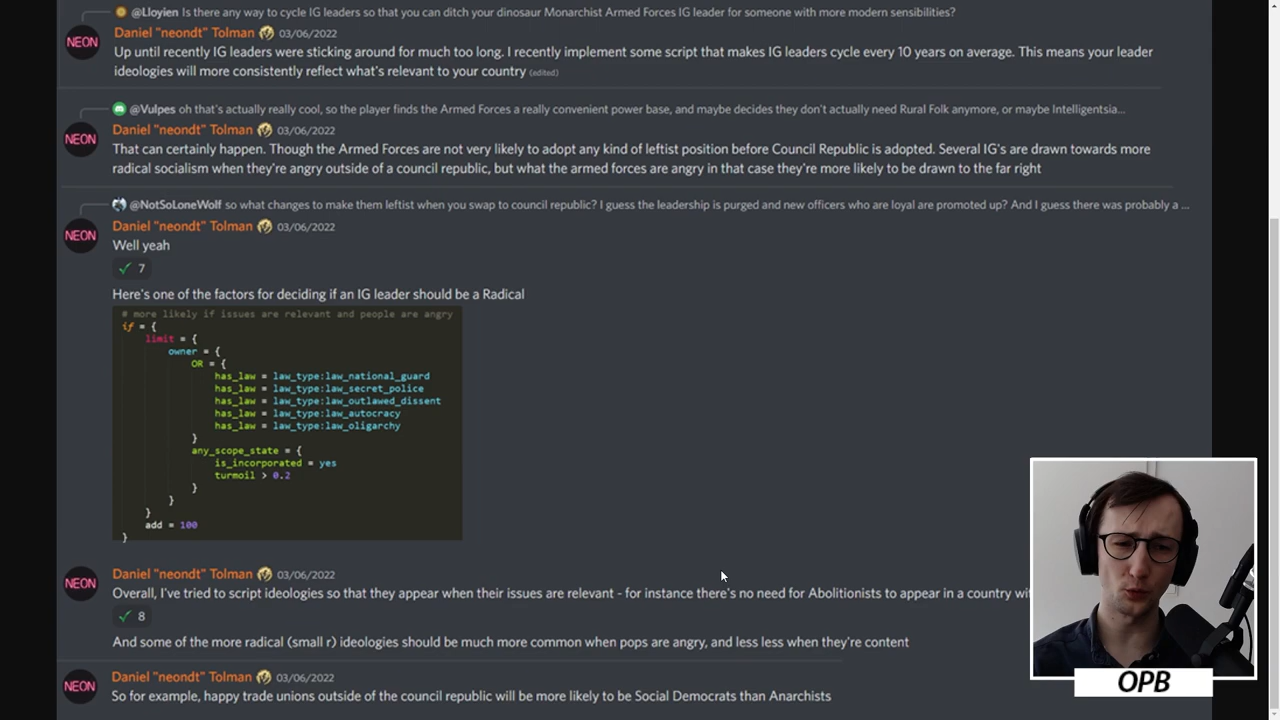 @Lloyien Is there any way to cycle IG leaders so that you can ditch your dinosaur Monarchist Armed Forces IG leader for someone with more modern sensibilities?
NEON
Daniel "neondt" Tolman 03/06/2022
Up until recently IG leaders were sticking around for much too long. I recently implement some script that makes IG leaders cycle every 10 years on average. This means your leader
ideologies will more consistently reflect what's relevant to your country (edited)
@Vulpes oh that's actually really cool, so the player finds the Armed Forces a really convenient power base, and maybe decides they don't actually need Rural Folk anymore, or maybe Intelligentsia...
NEON
Daniel "neondt" Tolman 03/06/2022
That can certainly happen. Though the Armed Forces are not very likely to adopt any kind of leftist position before Council Republic is adopted. Several IG's are drawn towards more
radical socialism when they're angry outside of a council republic, but what the armed forces are angry in that case they're more likely to be drawn to the far right
@NotSoLoneWolf so what changes to make them leftist when you swap to council republic? I guess the leadership is purged and new officers who are loyal are promoted up? And I guess there was probably a ...
NEON
Daniel "neondt" Tolman 03/06/2022
Well yeah
✓ 7
Here's one of the factors for deciding if an IG leader should be a Radical
# more likely if issues are relevant and people are angry
if = {
limit = {
owner = {
OR = {
has_law = law_type:law_national_guard
has_law = law_type:law_secret_police
has_law = law_type:law_outlawed_dissent
has_law = law_type:law_autocracy
has_law = law_type:law_oligarchy
}
any_scope_state = {
is_incorporated = yes
turmoil > 0.2
}
}
}
add = 100
}
NEON
Daniel "neondt" Tolman 03/06/2022
Overall, I've tried to script ideologies so that they appear when their issues are relevant - for instance there's no need for Abolitionists to appear in a country
✓ 8
And some of the more radical (small r) ideologies should be much more common when pops are angry, and less less when they're content
NEON
Daniel "neondt" Tolman 03/06/2022
So for example, happy trade unions outside of the council republic will be more likely to be Social Democrats than Anarchists
OPB